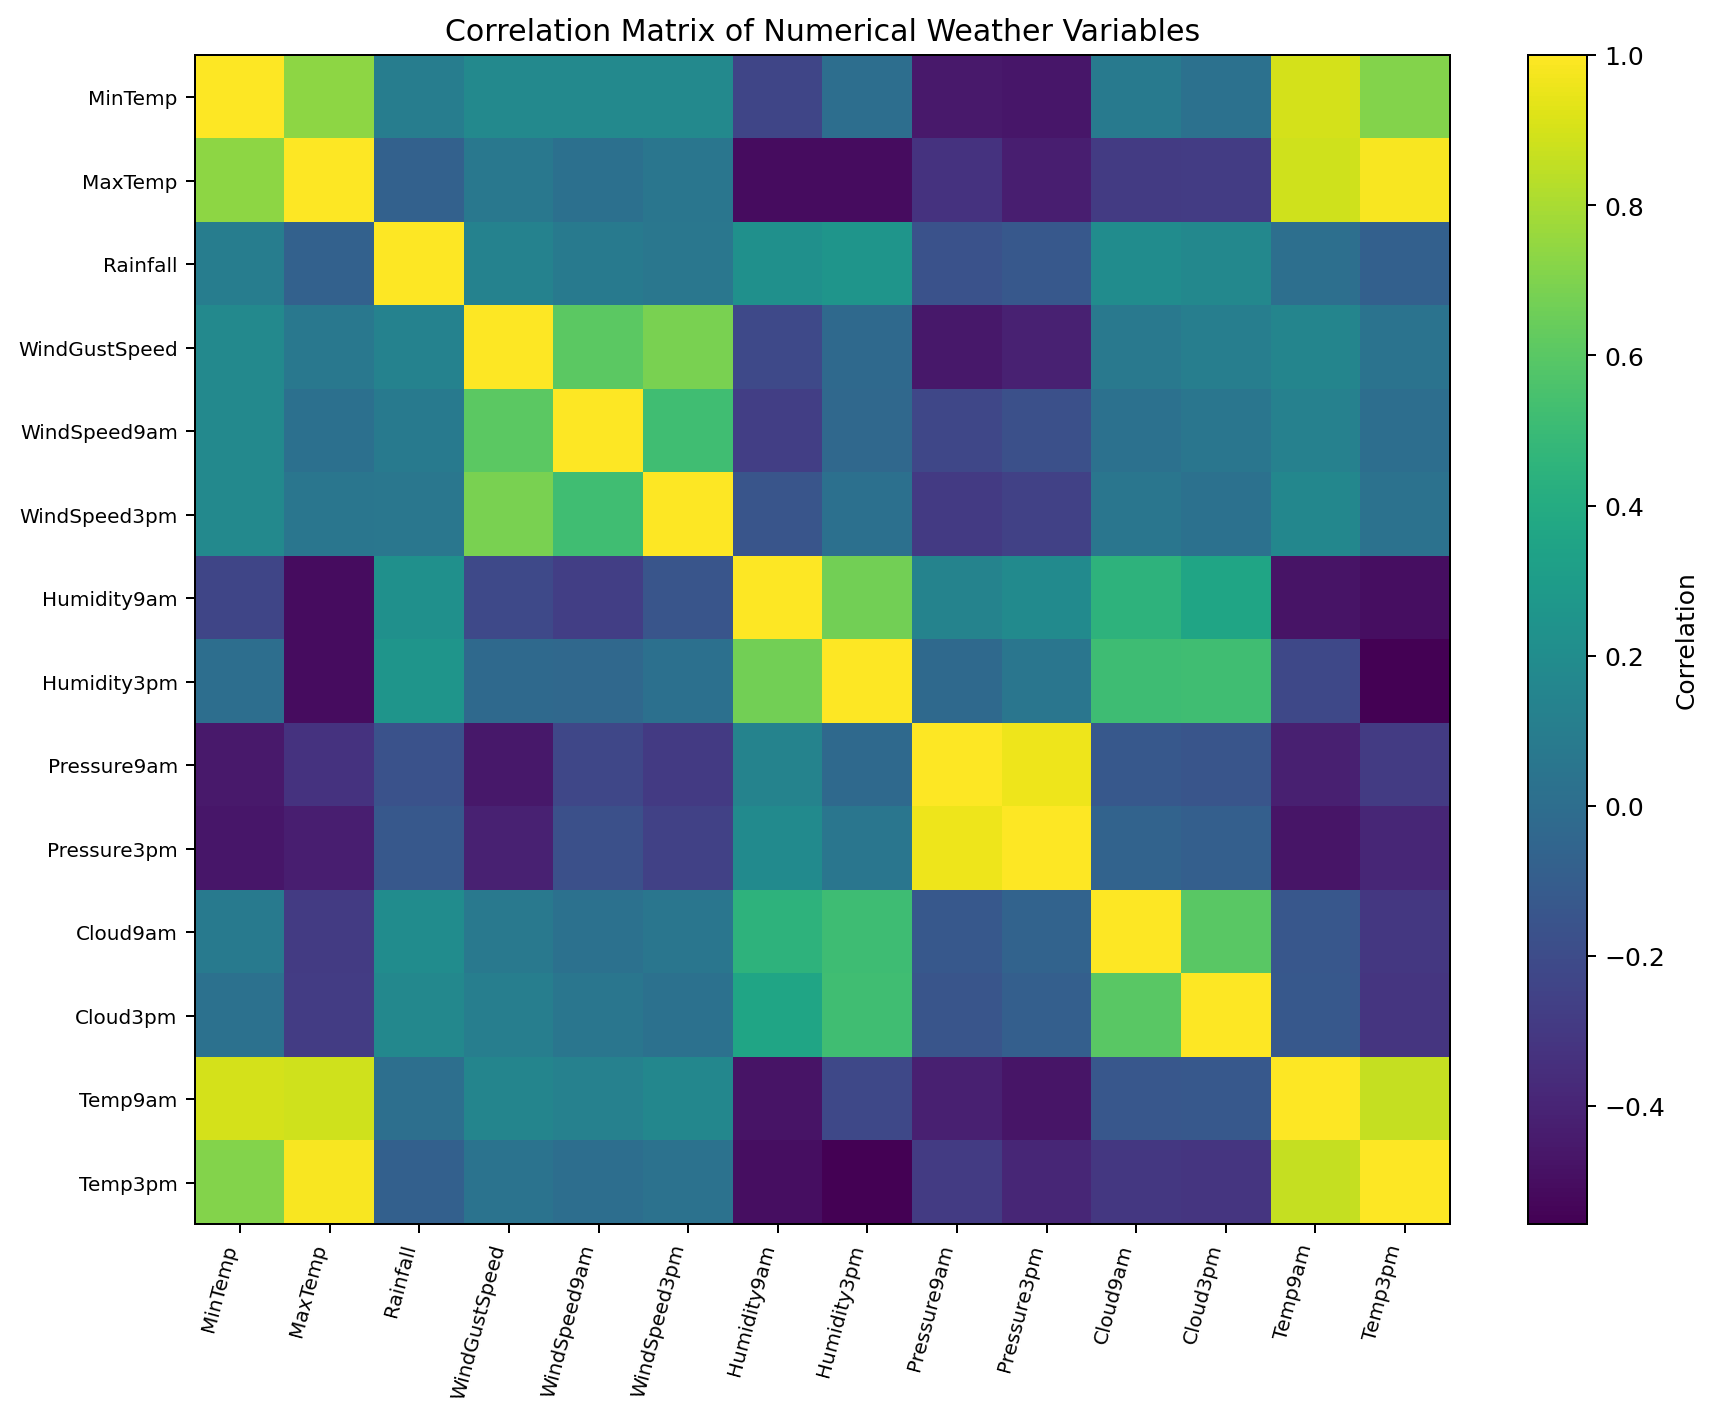 Correlation Matrix of Numerical Weather Variables
MinTemp
MaxTemp
Rainfall
WindGustSpeed
WindSpeed9am
WindSpeed3pm
Humidity9am
Humidity3pm
Pressure9am
Pressure3pm
Cloud9am
Cloud3pm
Temp9am
Temp3pm
MinTemp
MaxTemp
Rainfall
WindGustSpeed
WindSpeed9am
WindSpeed3pm
Humidity9am
Humidity3pm
Pressure9am
Pressure3pm
Cloud9am
Cloud3pm
Temp9am
Temp3pm
1.0
0.8
0.6
0.4
0.2
0.0
−0.2
−0.4
Correlation